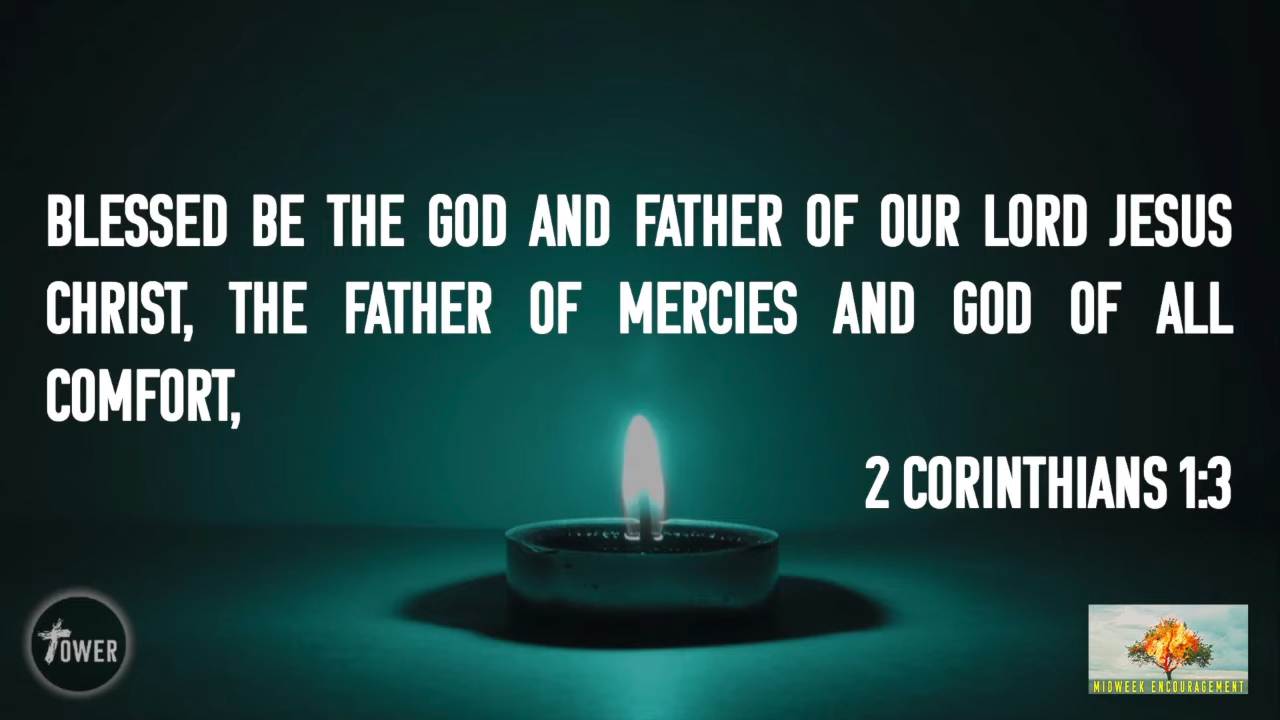 BLESSED BE THE GOD AND FATHER OF OUR LORD JESUS
CHRIST, THE FATHER OF MERCIES AND GOD OF ALL
COMFORT,
2 CORINTHIANS 1:3
TOWER
MIDWEEK ENCOURAGEMENT